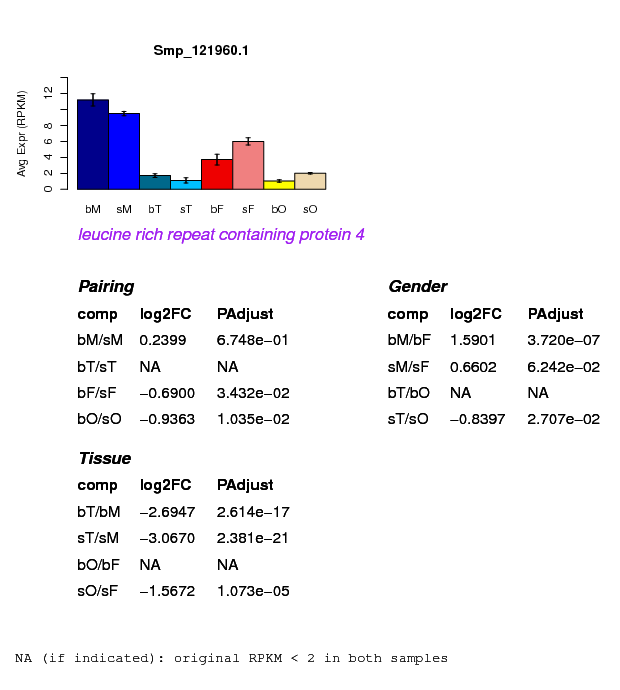 Smp_121960.1
Avg Expr (RPKM)
12
8
6
4
2
0
bM sM bT sT bF sF bO sO
leucine rich repeat containing protein 4
Pairing
comp log2FC PAdjust
bM/sM 0.2399 6.748e−01
bT/sT NA NA
bF/sF −0.6900 3.432e−02
bO/sO −0.9363 1.035e−02
Gender
comp log2FC PAdjust
bM/bF 1.5901 3.720e−07
sM/sF 0.6602 6.242e−02
bT/bO NA NA
sT/sO −0.8397 2.707e−02
Tissue
comp log2FC PAdjust
bT/bM −2.6947 2.614e−17
sT/sM −3.0670 2.381e−21
bO/bF NA NA
sO/sF −1.5672 1.073e−05
NA (if indicated): original RPKM < 2 in both samples